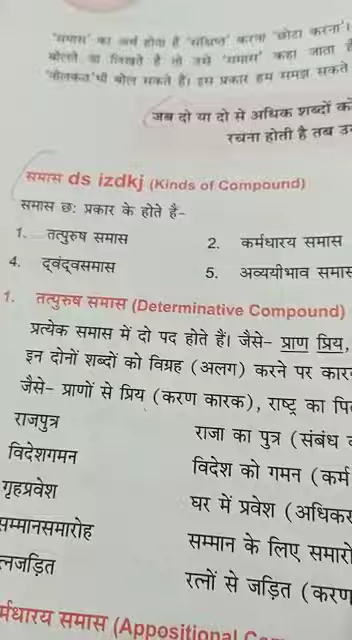 'समास' का अर्थ होता है 'संक्षिप्त' करना 'छोटा करना'।
बोलते या लिखते हैं तो उसे 'समास' कहा जाता है
भी बोल सकते हैं। इस प्रकार हम समझ सकते
जब दो या दो से अधिक शब्दों को
रचना होती है तब उ
समास ds izdkj (Kinds of Compound)
समास छः प्रकार के होते हैं–
1. तत्पुरुष समास 2. कर्मधारय समास
4. द्वंद्वसमास 5. अव्ययीभाव समास
1. तत्पुरुष समास (Determinative Compound)
प्रत्येक समास में दो पद होते हैं। जैसे– प्राण प्रिय,
इन दोनों शब्दों को विग्रह (अलग) करने पर कार
जैसे– प्राणों से प्रिय (करण कारक), राष्ट्र का पि
राजपुत्र राजा का पुत्र (संबंध
विदेशगमन विदेश को गमन (कर्म
गृहप्रवेश घर में प्रवेश (अधिकर
सम्मानसमारोह सम्मान के लिए समारो
त्नजड़ित रत्नों से जड़ित (करण
र्मधारय समास (Appositional Com